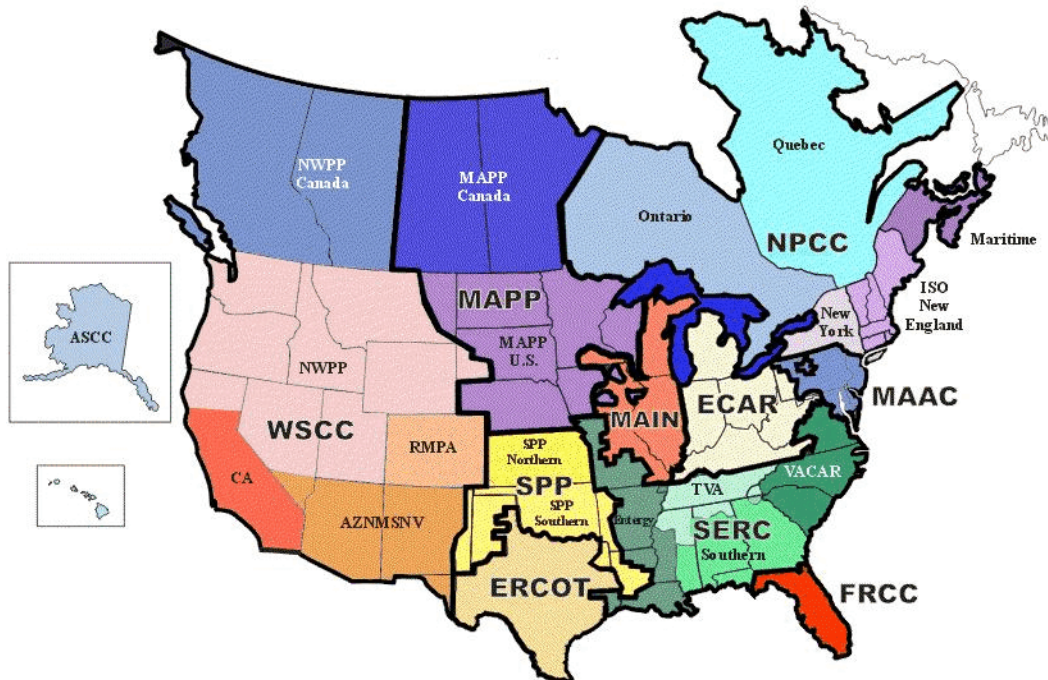 NWPP
Canada
MAPP
Canada
Quebec
Ontario
NPCC
Maritime
ISO
New
England
New
York
ASCC
MAPP
MAPP
U.S.
NWPP
MAIN
ECAR
MAAC
WSCC
RMPA
CA
AZNMSNV
SPP
Northern
SPP
SPP
Southern
Entergy
TVA
VACAR
SERC
Southern
ERCOT
FRCC